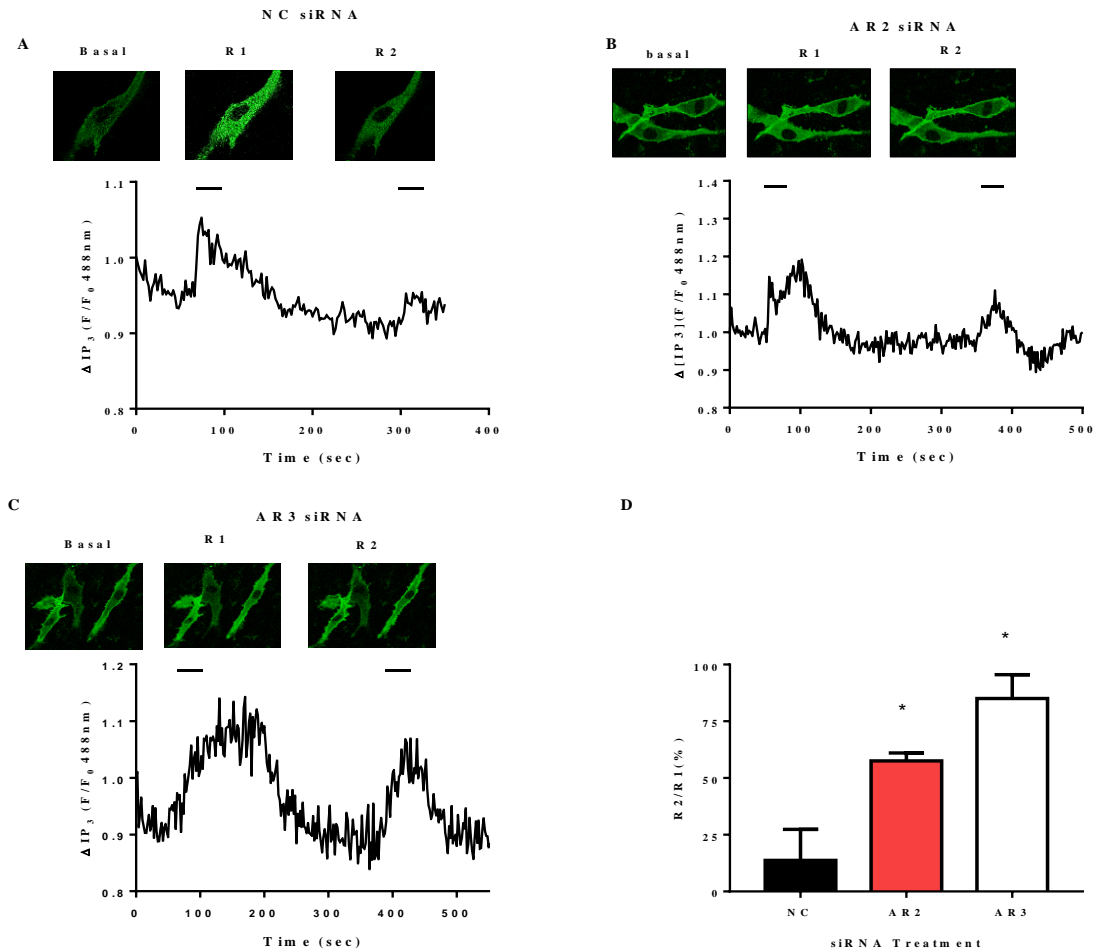 NC siRNA
A
Basal
R1
R2
1.1
1.0
0.9
0.8
Δ IP3 (F/F0 488nm)
0
100
200
300
400
Time (sec)
AR2 siRNA
B
basal
R1
R2
1.4
1.3
1.2
1.1
1.0
0.9
0.8
Δ [IP3] (F/F0 488nm)
0
100
200
300
400
500
Time (sec)
C
AR3 siRNA
Basal
R1
R2
1.2
1.1
1.0
0.9
0.8
Δ IP3 (F/F0 488nm)
0
100
200
300
400
500
Time (sec)
D
*
*
100
75
50
25
0
R2/R1(%)
NC
AR2
AR3
siRNA Treatment